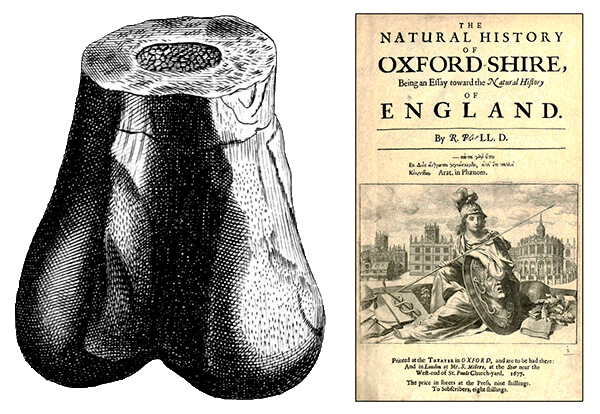 THE
NATURAL HISTORY
OF
OXFORD-SHIRE,
Being an Essay toward the Natural History
OF
ENGLAND.
By R. P. LL. D.
Arat. in Phænom.
Printed at the THEATER in OXFORD, and are to be had there:
And in London at Mr. S. Millers, at the Star near the
West-end of St. Pauls Church-yard. 1677.
The price in sheets at the Press, nine shillings.
To Subscribers, eight shillings.